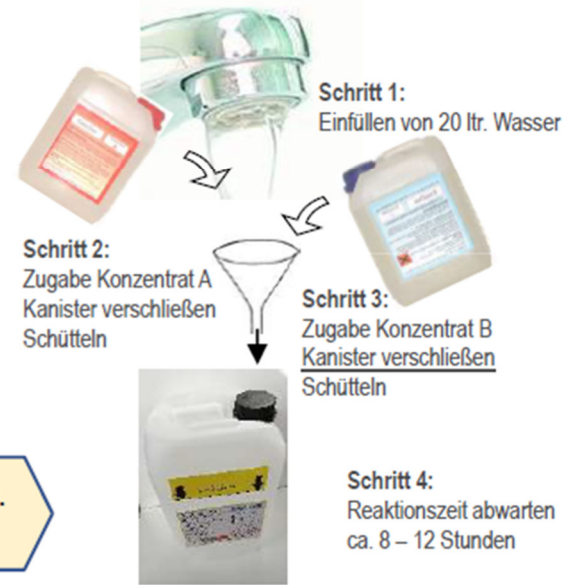 Schritt 1:
Einfüllen von 20 ltr. Wasser
Schritt 2:
Zugabe Konzentrat A
Kanister verschließen
Schütteln
Schritt 3:
Zugabe Konzentrat B
Kanister verschließen
Schütteln
Schritt 4:
Reaktionszeit abwarten
ca. 8 – 12 Stunden